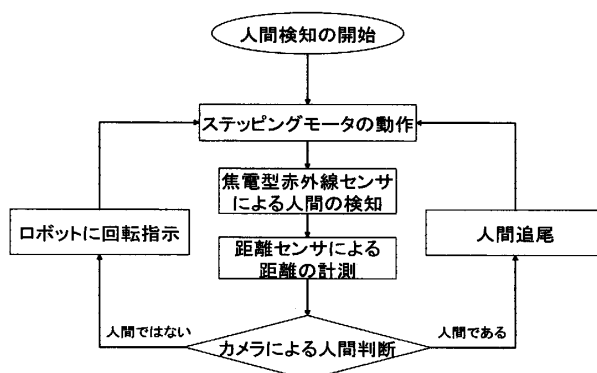 人間検知の開始
ステッピングモータの動作
焦電型赤外線センサ
による人間の検知
ロボットに回転指示
人間追尾
距離センサによる
距離の計測
人間ではない
人間である
カメラによる人間判断